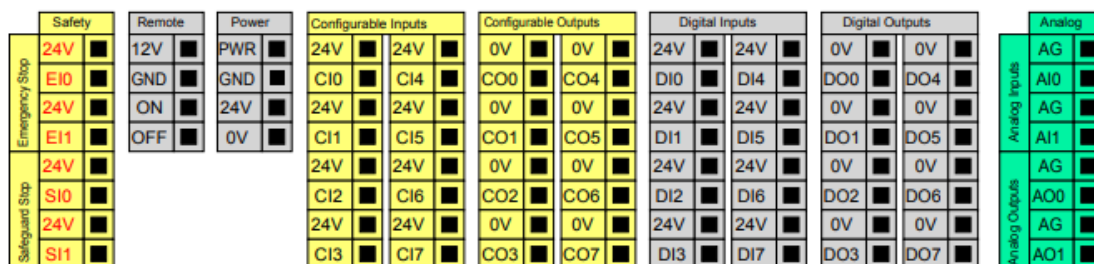 Safety Remote Power Configurable Inputs Configurable Outputs Digital Inputs Digital Outputs Analog
Emergency Stop
24V 12V PWR 24V 24V 0V 0V 24V 24V 0V 0V AG
EI0 GND GND CI0 CI4 CO0 CO4 DI0 DI4 DO0 DO4 AI0
24V ON 24V 24V 24V 0V 0V 24V 24V 0V 0V AG
EI1 OFF 0V CI1 CI5 CO1 CO5 DI1 DI5 DO1 DO5 AI1
Analog Inputs
Safeguard Stop
24V 24V 24V 0V 0V 24V 24V 0V 0V AG
SI0 CI2 CI6 CO2 CO6 DI2 DI6 DO2 DO6 AO0
24V 24V 24V 0V 0V 24V 24V 0V 0V AG
SI1 CI3 CI7 CO3 CO7 DI3 DI7 DO3 DO7 AO1
Analog Outputs